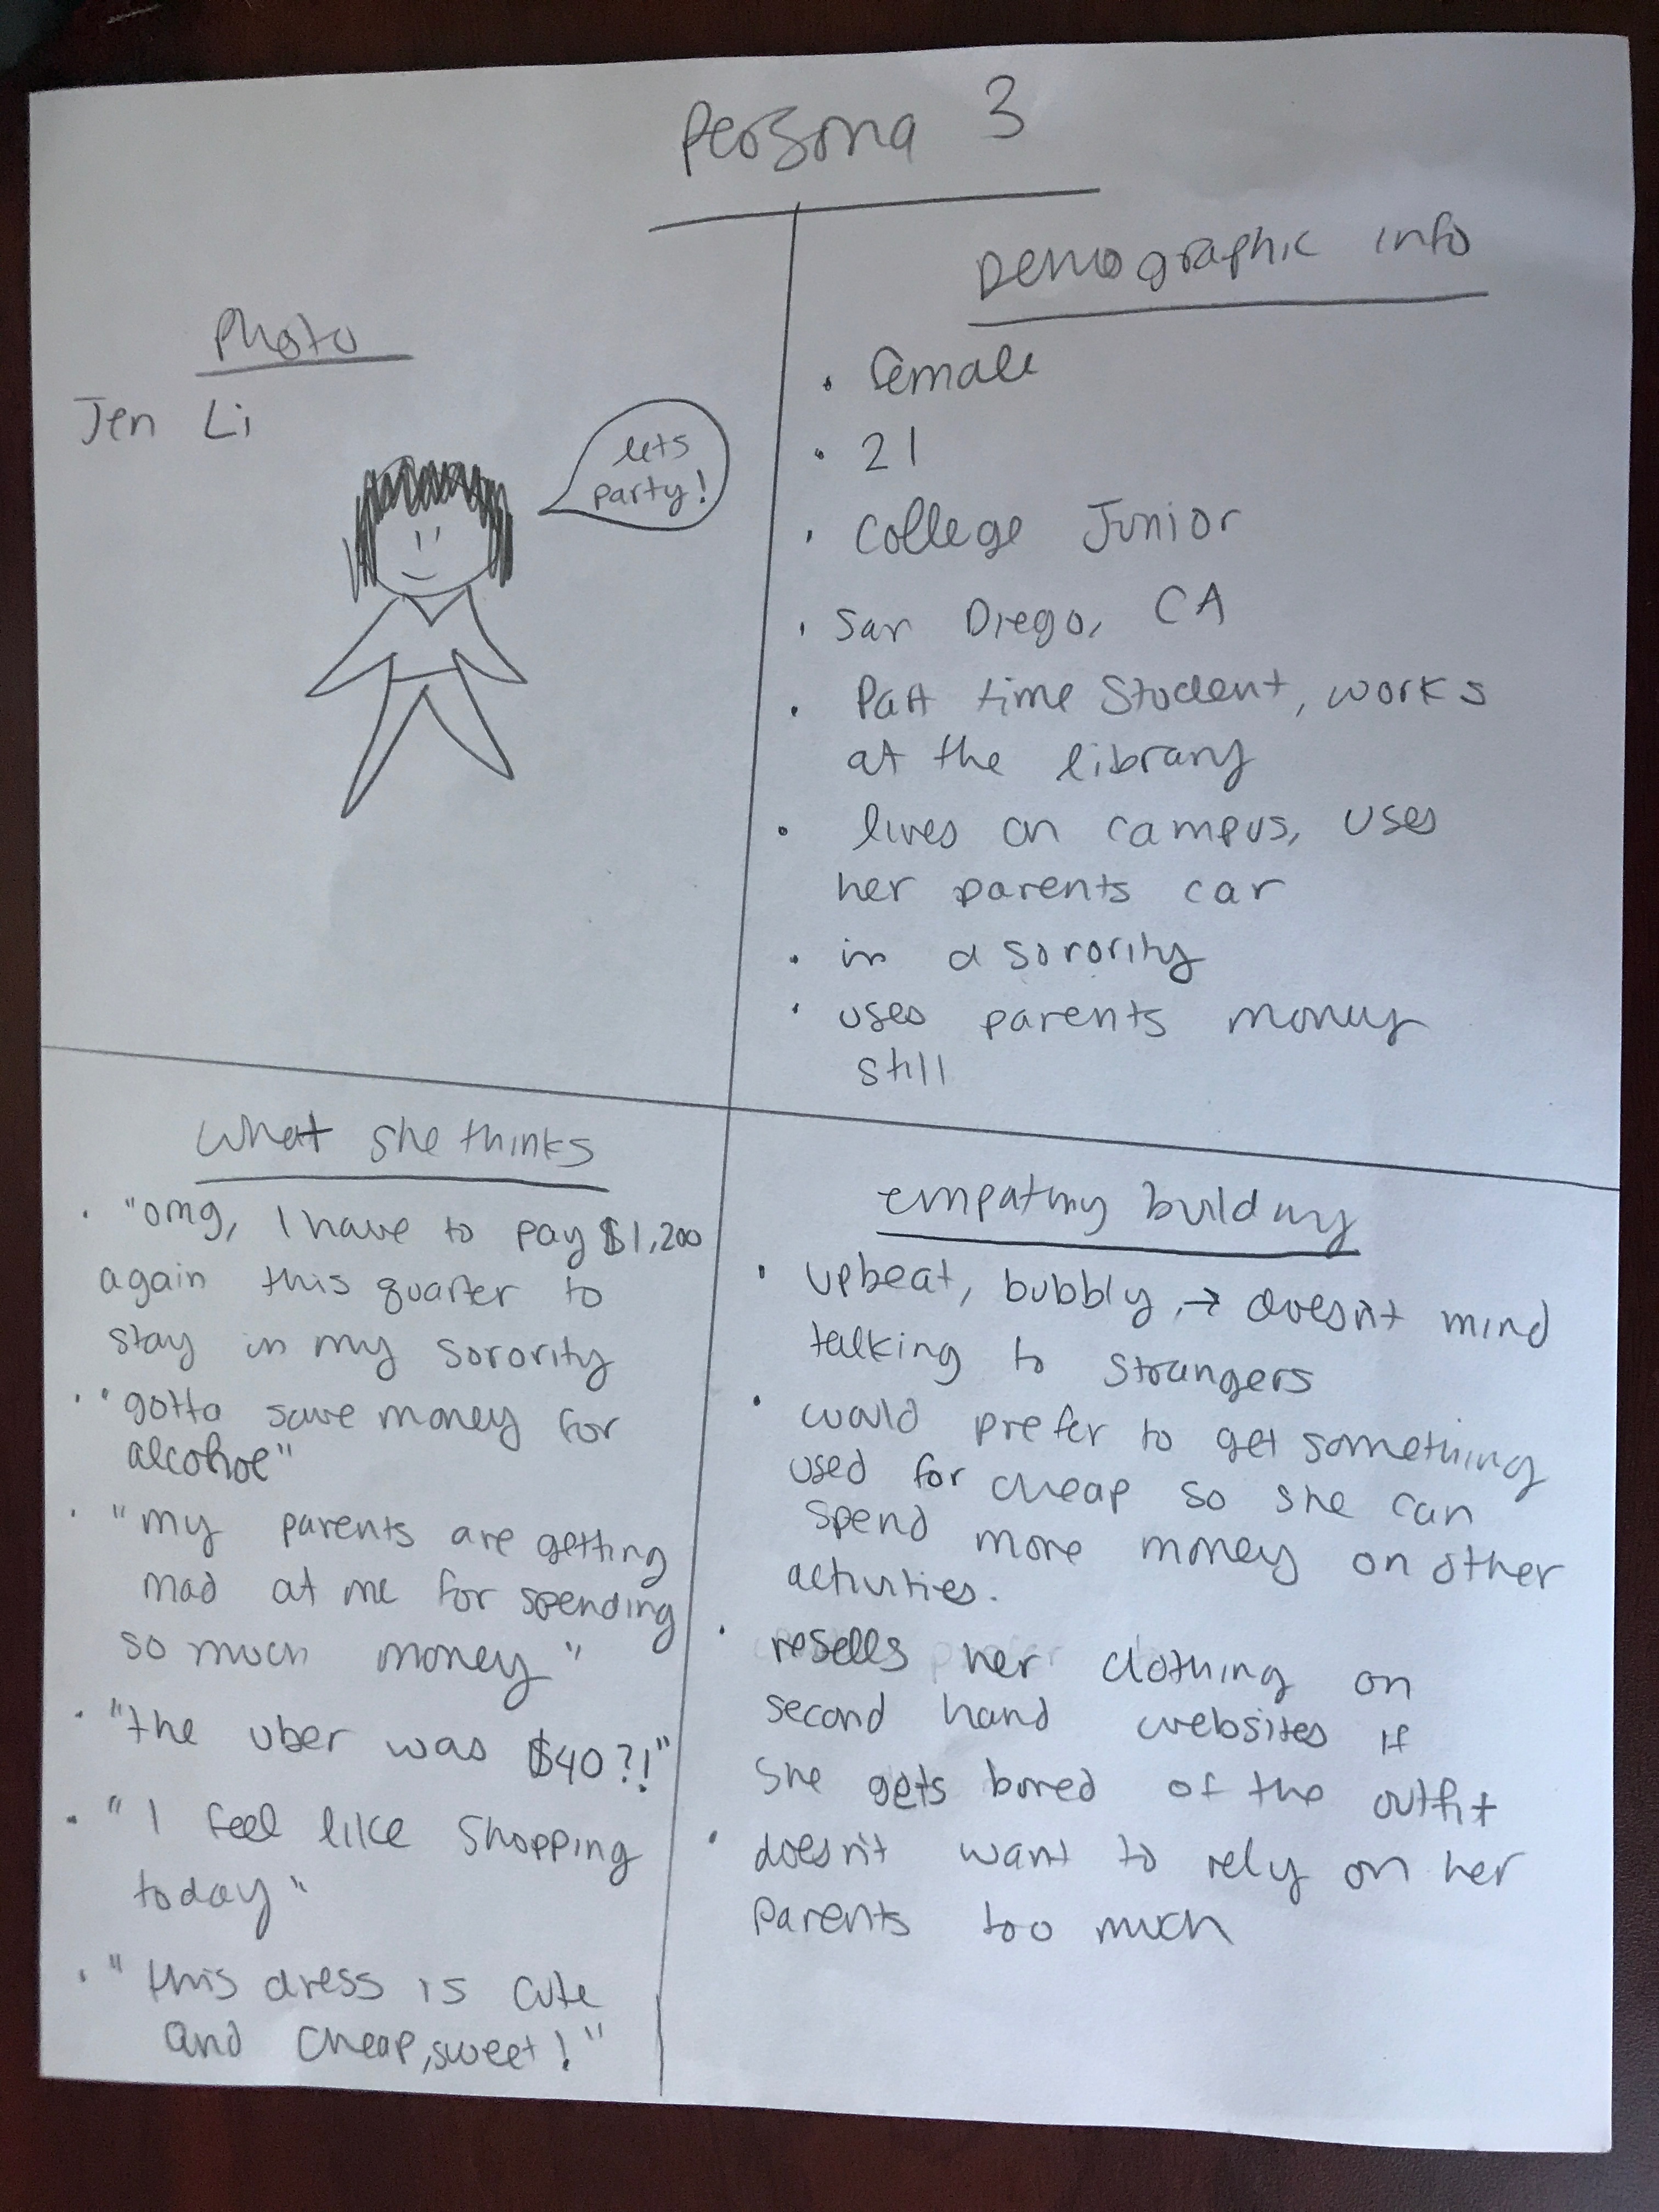 Persona 3
Photo
Jen Li
lets
party!
Demographic info
• female
• 21
• College Junior
• San Diego, CA
• Part time student, works
at the library
• lives on campus, uses
her parents car
• in a sorority
• uses parents money
still
What she thinks
• "omg, I have to pay $1,200
again this quarter to
stay in my sorority
• "gotta save money for
alcohol"
• "my parents are getting
mad at me for spending
so much money"
• "the uber was $40?!"
• "I feel like shopping
today"
• "this dress is cute
and cheap, sweet!"
empathy building
• upbeat, bubbly, → doesn't mind
talking to strangers
• would prefer to get something
used for cheap so she can
spend more money on other
activities.
• resells her clothing on
second hand websites if
she gets bored of the outfit
• doesn't want to rely on her
parents too much